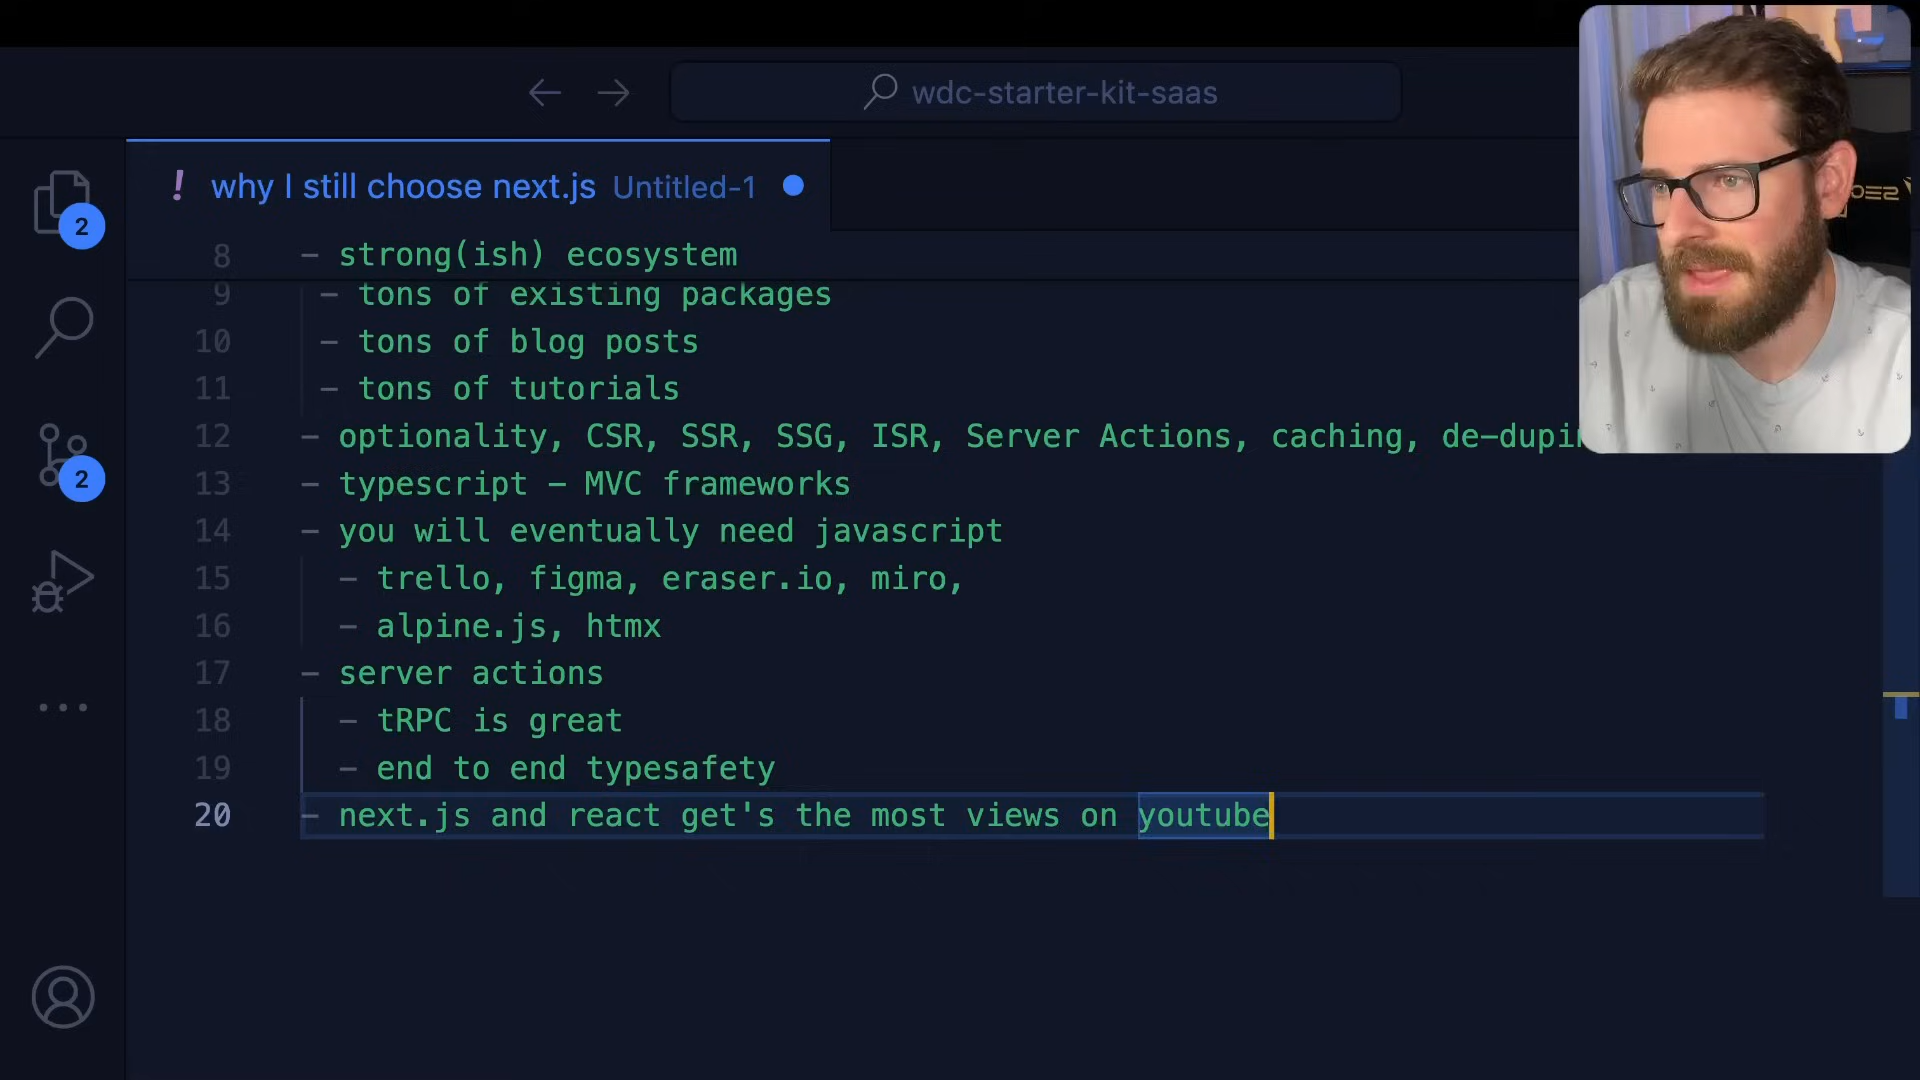 wdc-starter-kit-saas
! why I still choose next.js Untitled-1
2
8 - strong(ish) ecosystem
9 - tons of existing packages
10 - tons of blog posts
11 - tons of tutorials
12 - optionality, CSR, SSR, SSG, ISR, Server Actions, caching,
2
13 - typescript - MVC frameworks
14 - you will eventually need javascript
15 - trello, figma, eraser.io, miro,
16 - alpine.js, htmx
17 - server actions
18 - tRPC is great
19 - end to end typesafety
20 - next.js and react get's the most views on youtube